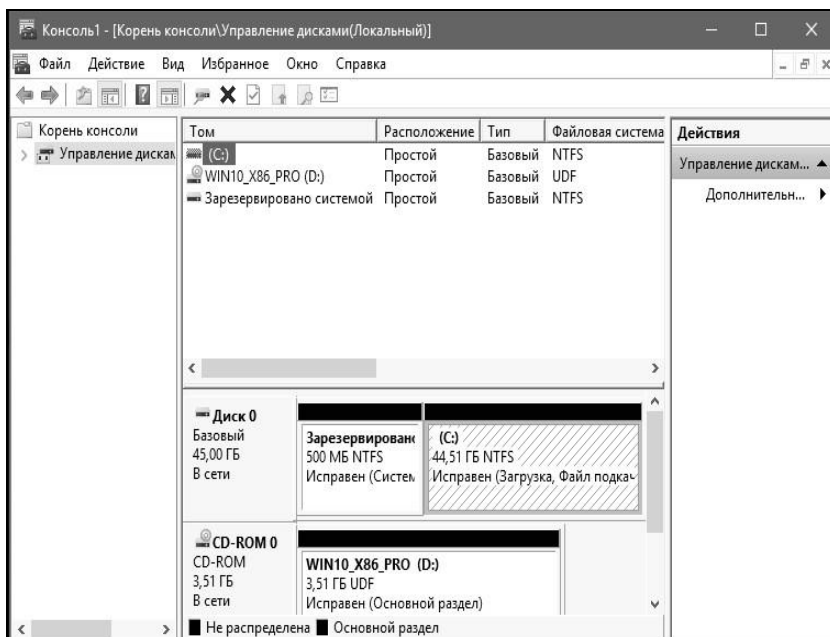 Консоль1 - [Корень консоли\Управление дисками(Локальный)]
Файл Действие Вид Избранное Окно Справка
Корень консоли
Управление дискам
Том Расположение Тип Файловая система
(C:) Простой Базовый NTFS
WIN10_X86_PRO (D:) Простой Базовый UDF
Зарезервировано системой Простой Базовый NTFS
Действия
Управление дискам...
Дополнительн...
Диск 0
Базовый
45,00 ГБ
В сети
Зарезервировано
500 МБ NTFS
Исправен (Систем
(C:)
44,51 ГБ NTFS
Исправен (Загрузка, Файл подкач
CD-ROM 0
CD-ROM
3,51 ГБ
В сети
WIN10_X86_PRO (D:)
3,51 ГБ UDF
Исправен (Основной раздел)
Не распределена Основной раздел